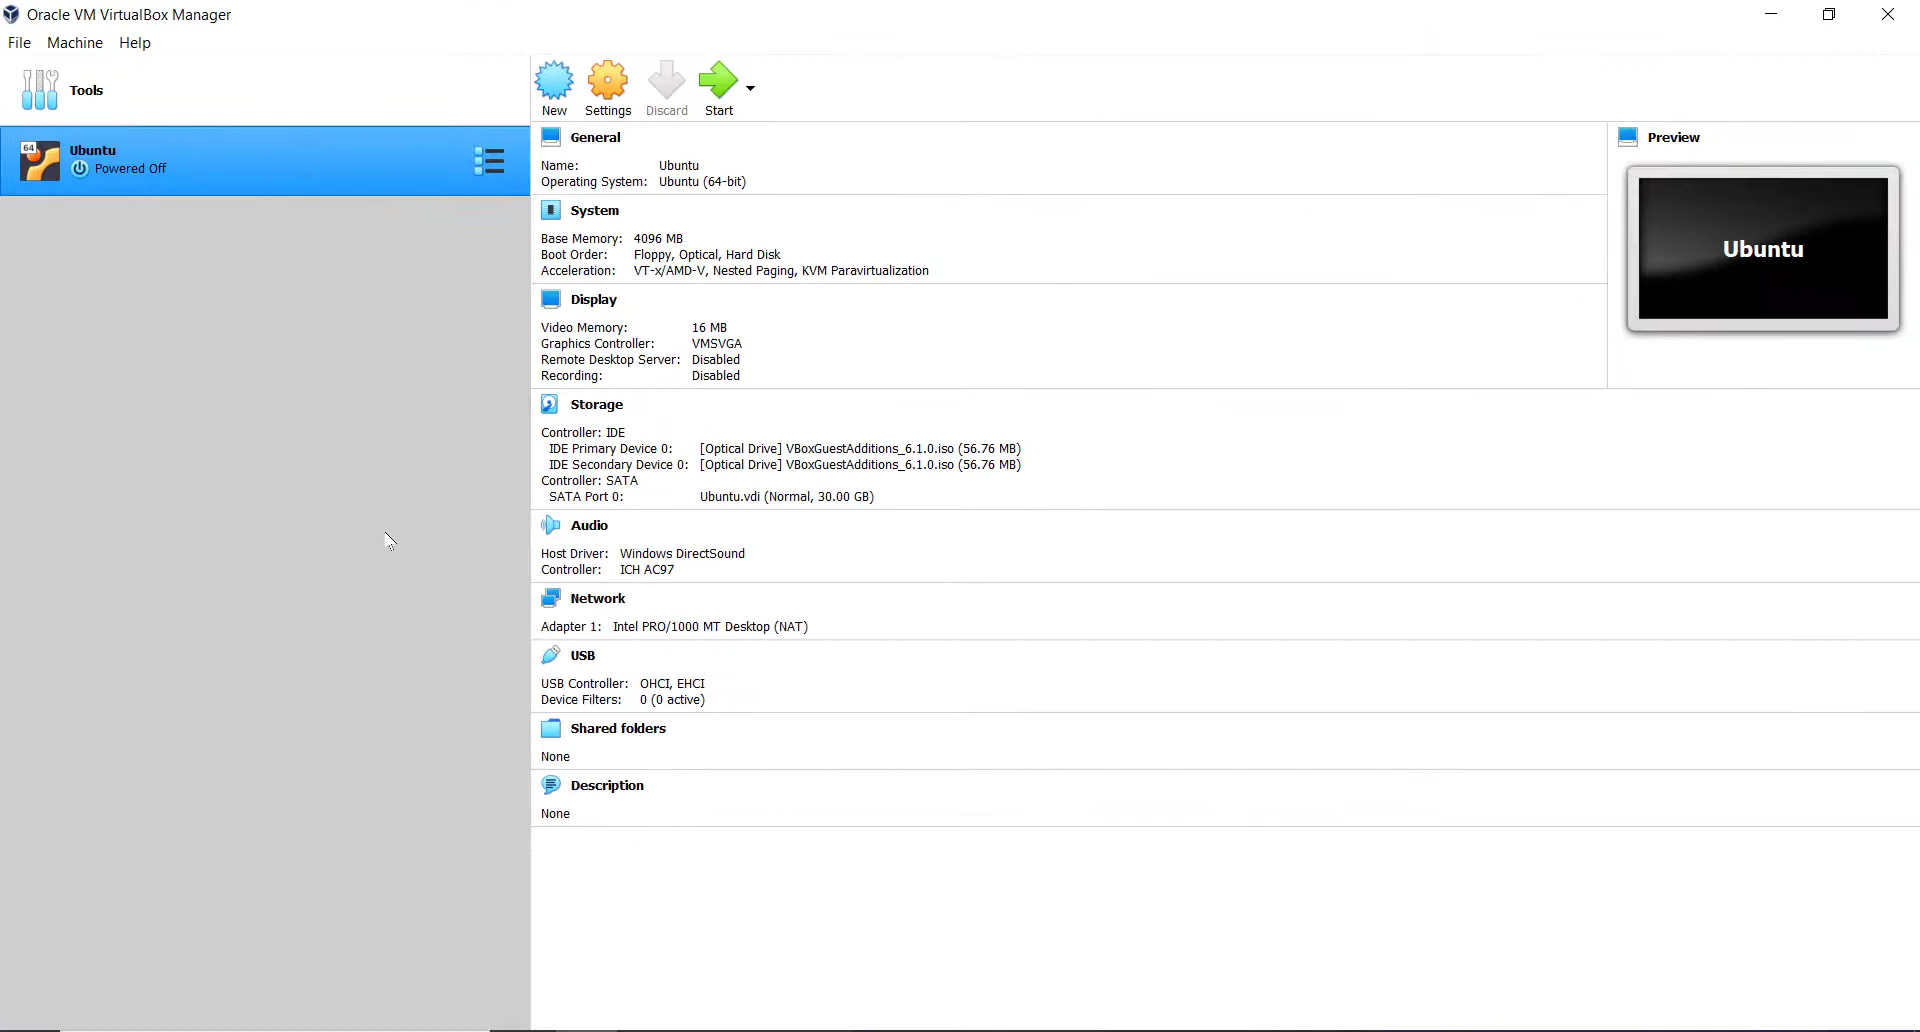 Oracle VM VirtualBox Manager
File Machine Help
Tools
New Settings Discard Start
64
Ubuntu
Powered Off
General
Name: Ubuntu
Operating System: Ubuntu (64-bit)
System
Base Memory: 4096 MB
Boot Order: Floppy, Optical, Hard Disk
Acceleration: VT-x/AMD-V, Nested Paging, KVM Paravirtualization
Display
Video Memory: 16 MB
Graphics Controller: VMSVGA
Remote Desktop Server: Disabled
Recording: Disabled
Preview
Ubuntu
Storage
Controller: IDE
IDE Primary Device 0: [Optical Drive] VBoxGuestAdditions_6.1.0.iso (56.76 MB)
IDE Secondary Device 0: [Optical Drive] VBoxGuestAdditions_6.1.0.iso (56.76 MB)
Controller: SATA
SATA Port 0: Ubuntu.vdi (Normal, 30.00 GB)
Audio
Host Driver: Windows DirectSound
Controller: ICH AC97
Network
Adapter 1: Intel PRO/1000 MT Desktop (NAT)
USB
USB Controller: OHCI, EHCI
Device Filters: 0 (0 active)
Shared folders
None
Description
None